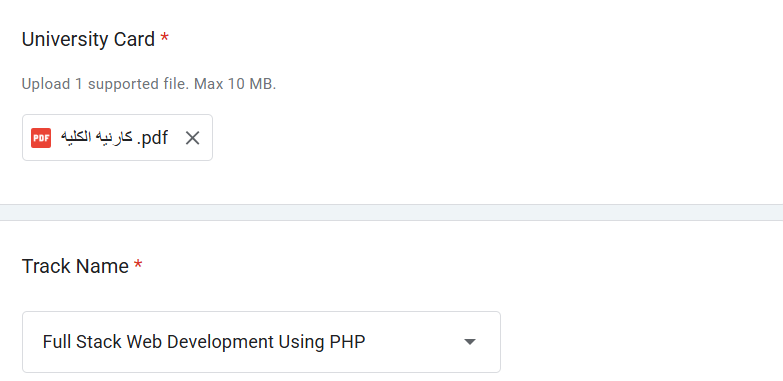 University Card *
Upload 1 supported file. Max 10 MB.
PDF كارنيه الكليه .pdf
Track Name *
Full Stack Web Development Using PHP